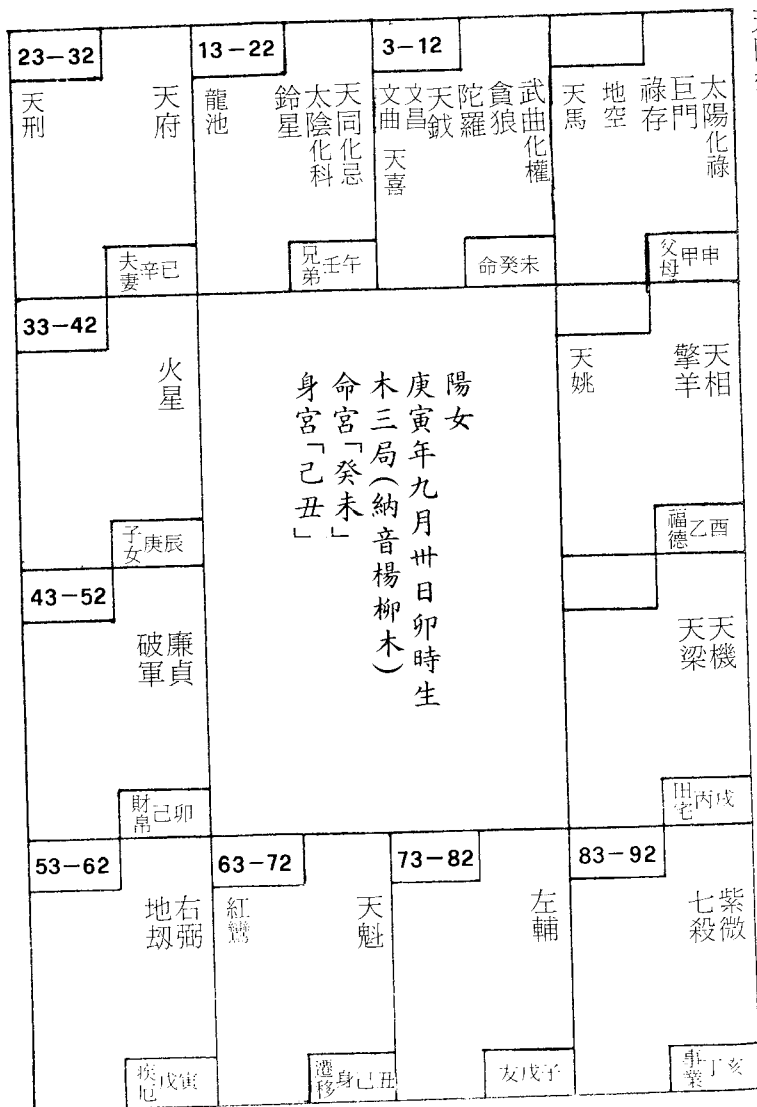 23－32
天府
天刑
夫妻辛巳
13－22
天同化忌
太陰化科
鈴星
龍池
兄弟壬午
3－12
武曲化權
貪狼
陀羅
天鉞
文昌
文曲 天喜
命癸未
太陽化祿
巨門
祿存
地空
天馬
父母甲申
33－42
火星
子女庚辰
陽女
庚寅年九月卅日卯時生
木三局（納音楊柳木）
命宮「癸未」
身宮「己丑」
天相
擎羊
天姚
福德乙酉
43－52
廉貞
破軍
財帛己卯
天機
天梁
田宅丙戌
53－62
右弼
地刼
疾厄戊寅
63－72
天魁
紅鸞
遷移身己丑
73－82
左輔
友戊子
83－92
紫微
七殺
事業丁亥